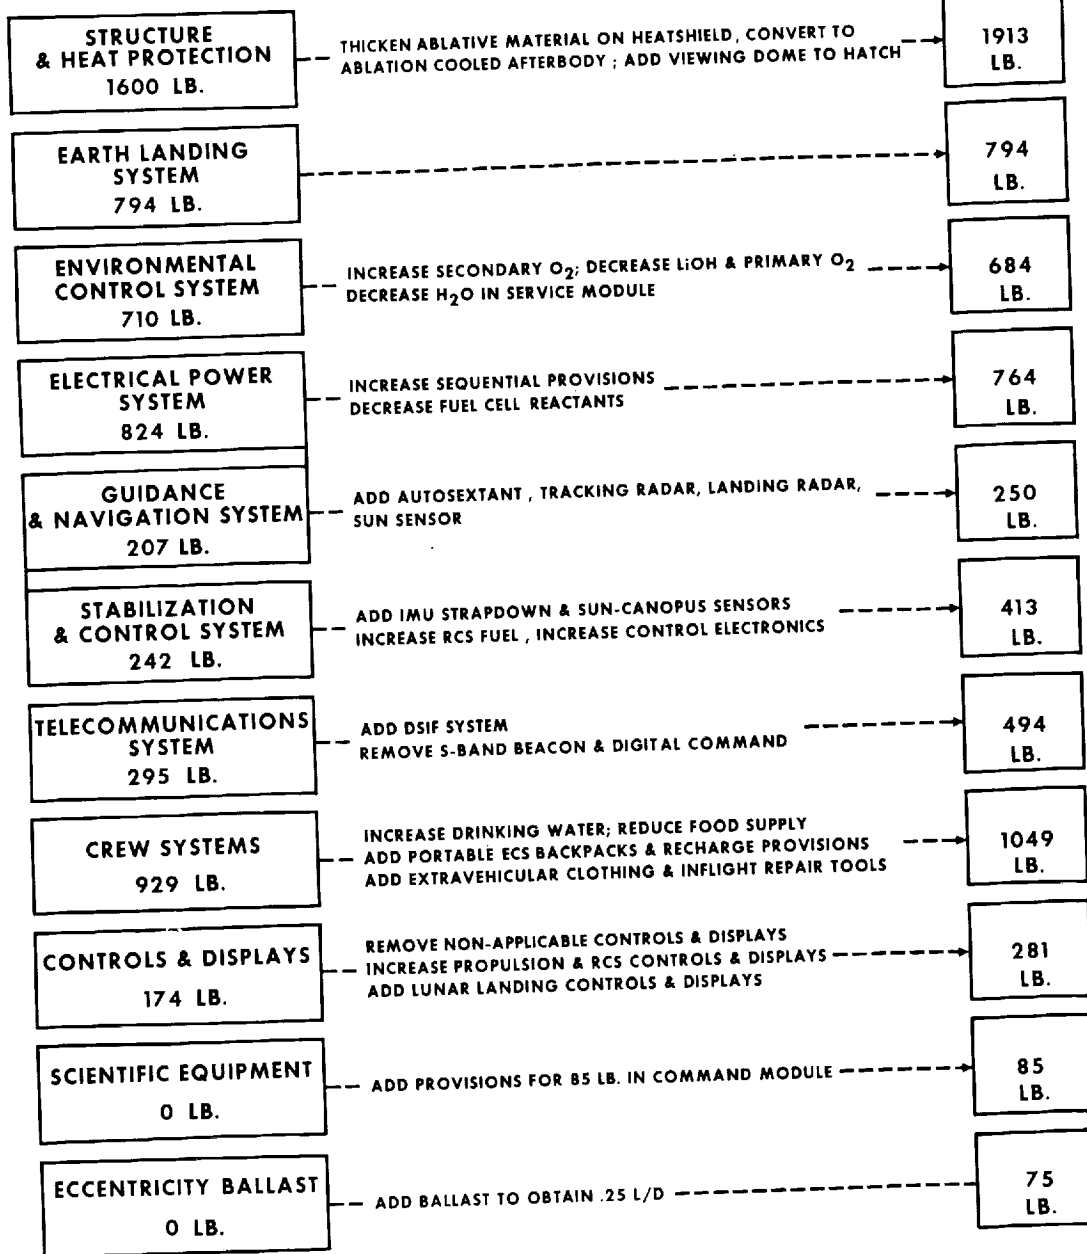 STRUCTURE
& HEAT PROTECTION
1600 LB.
THICKEN ABLATIVE MATERIAL ON HEATSHIELD, CONVERT TO
ABLATION COOLED AFTERBODY ; ADD VIEWING DOME TO HATCH
1913
LB.
EARTH LANDING
SYSTEM
794 LB.
794
LB.
ENVIRONMENTAL
CONTROL SYSTEM
710 LB.
INCREASE SECONDARY O2; DECREASE LiOH & PRIMARY O2
DECREASE H2O IN SERVICE MODULE
684
LB.
ELECTRICAL POWER
SYSTEM
824 LB.
INCREASE SEQUENTIAL PROVISIONS
DECREASE FUEL CELL REACTANTS
764
LB.
GUIDANCE
& NAVIGATION SYSTEM
207 LB.
ADD AUTOSEXTANT , TRACKING RADAR, LANDING RADAR,
SUN SENSOR
250
LB.
STABILIZATION
& CONTROL SYSTEM
242 LB.
ADD IMU STRAPDOWN & SUN-CANOPUS SENSORS
INCREASE RCS FUEL , INCREASE CONTROL ELECTRONICS
413
LB.
TELECOMMUNICATIONS
SYSTEM
295 LB.
ADD DSIF SYSTEM
REMOVE S-BAND BEACON & DIGITAL COMMAND
494
LB.
CREW SYSTEMS
929 LB.
INCREASE DRINKING WATER; REDUCE FOOD SUPPLY
ADD PORTABLE ECS BACKPACKS & RECHARGE PROVISIONS
ADD EXTRAVEHICULAR CLOTHING & INFLIGHT REPAIR TOOLS
1049
LB.
CONTROLS & DISPLAYS
174 LB.
REMOVE NON-APPLICABLE CONTROLS & DISPLAYS
INCREASE PROPULSION & RCS CONTROLS & DISPLAYS
ADD LUNAR LANDING CONTROLS & DISPLAYS
281
LB.
SCIENTIFIC EQUIPMENT
0 LB.
ADD PROVISIONS FOR 85 LB. IN COMMAND MODULE
85
LB.
ECCENTRICITY BALLAST
0 LB.
ADD BALLAST TO OBTAIN .25 L/D
75
LB.